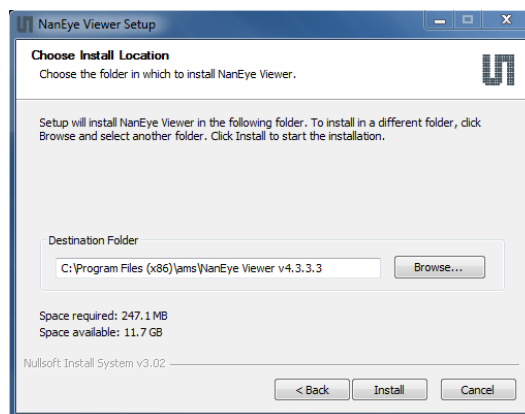 NanEye Viewer Setup
Choose Install Location
Choose the folder in which to install NanEye Viewer.
Setup will install NanEye Viewer in the following folder. To install in a different folder, click
Browse and select another folder. Click Install to start the installation.
Destination Folder
C:\Program Files (x86)\ams\NanEye Viewer v4.3.3.3
Browse...
Space required: 247.1 MB
Space available: 11.7 GB
Nullsoft Install System v3.02
< Back Install Cancel